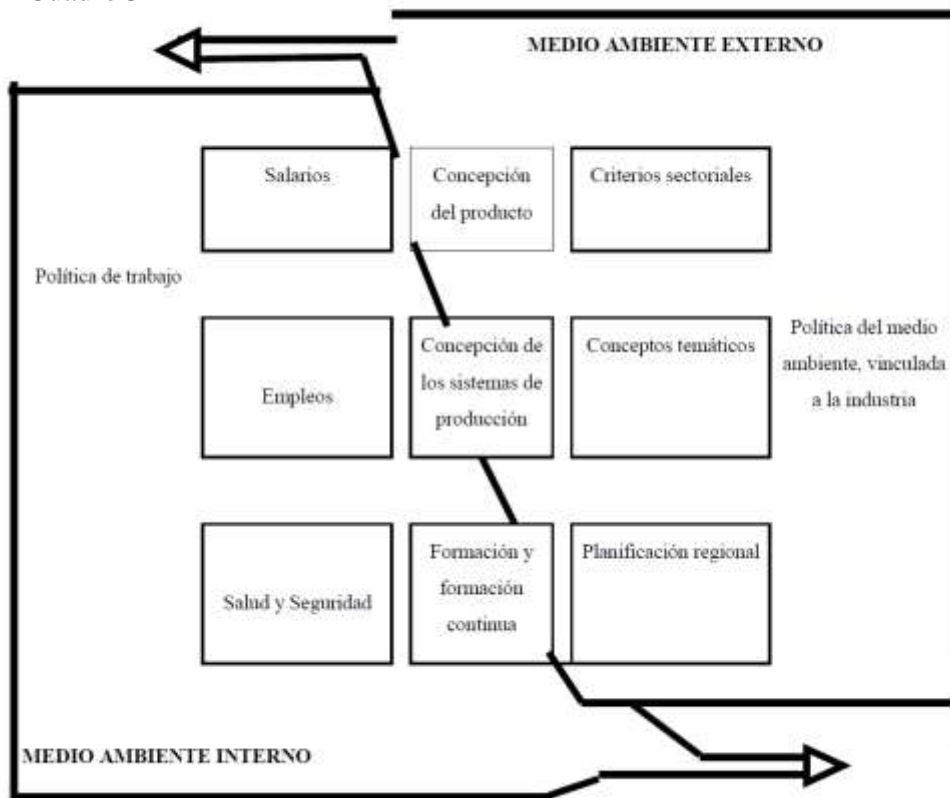 MEDIO AMBIENTE EXTERNO
Salarios
Concepción
del producto
Criterios sectoriales
Política de trabajo
Empleos
Concepción de
los sistemas de
producción
Conceptos temáticos
Política del medio
ambiente, vinculada
a la industria
Salud y Seguridad
Formación y
formación
continua
Planificación regional
MEDIO AMBIENTE INTERNO